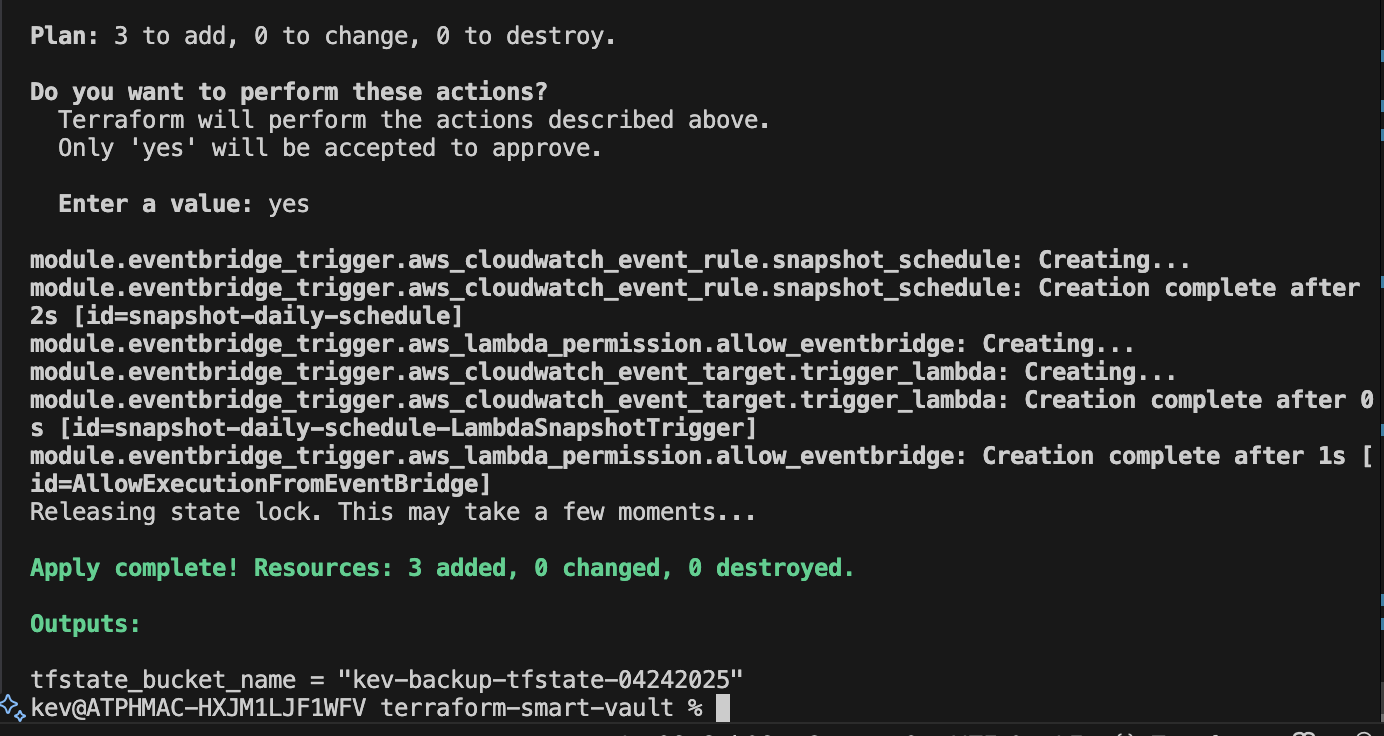 Plan: 3 to add, 0 to change, 0 to destroy.
Do you want to perform these actions?
Terraform will perform the actions described above.
Only 'yes' will be accepted to approve.
Enter a value: yes
module.eventbridge_trigger.aws_cloudwatch_event_rule.snapshot_schedule: Creating...
module.eventbridge_trigger.aws_cloudwatch_event_rule.snapshot_schedule: Creation complete after
2s [id=snapshot-daily-schedule]
module.eventbridge_trigger.aws_lambda_permission.allow_eventbridge: Creating...
module.eventbridge_trigger.aws_cloudwatch_event_target.trigger_lambda: Creating...
module.eventbridge_trigger.aws_cloudwatch_event_target.trigger_lambda: Creation complete after 0
s [id=snapshot-daily-schedule-LambdaSnapshotTrigger]
module.eventbridge_trigger.aws_lambda_permission.allow_eventbridge: Creation complete after 1s [
id=AllowExecutionFromEventBridge]
Releasing state lock. This may take a few moments...
Apply complete! Resources: 3 added, 0 changed, 0 destroyed.
Outputs:
tfstate_bucket_name = "kev-backup-tfstate-04242025"
kev@ATPHMAC-HXJM1LJF1WFV terraform-smart-vault %